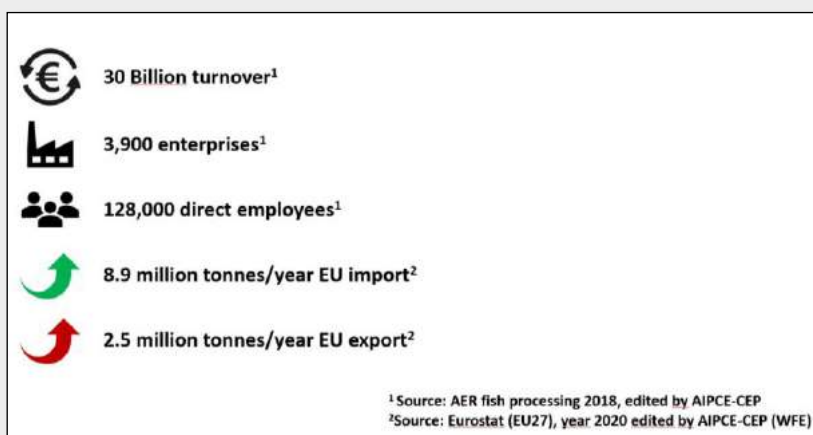 30 Billion turnover¹
3,900 enterprises¹
128,000 direct employees¹
8.9 million tonnes/year EU import²
2.5 million tonnes/year EU export²
¹ Source: AER fish processing 2018, edited by AIPCE-CEP
²Source: Eurostat (EU27), year 2020 edited by AIPCE-CEP (WFE)